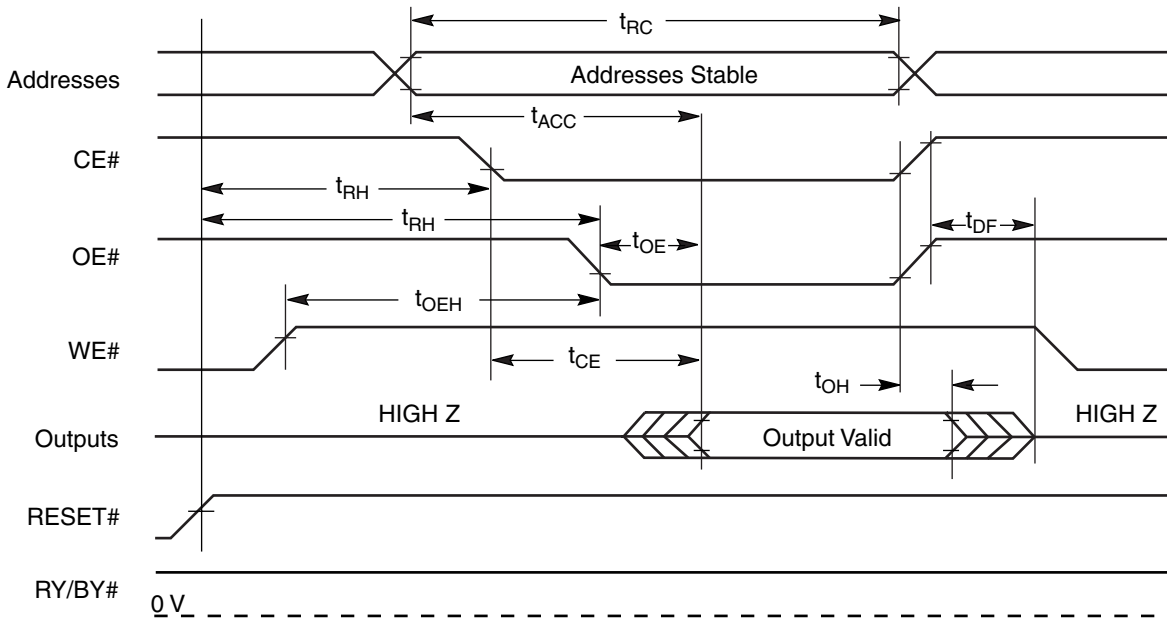 tRC
Addresses
Addresses Stable
tACC
CE#
tRH
tRH
tDF
OE#
tOE
tOEH
WE#
tCE
tOH
HIGH Z
HIGH Z
Outputs
Output Valid
RESET#
RY/BY#
0 V